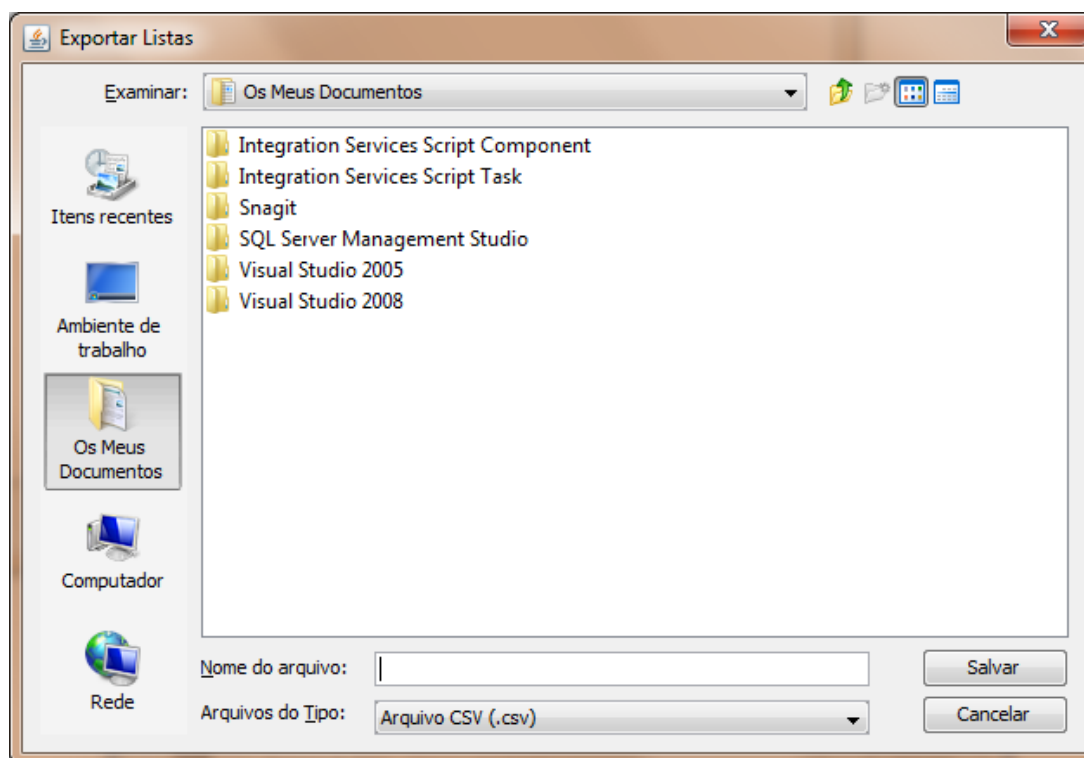 Exportar Listas
Examinar:
Os Meus Documentos
Itens recentes
Ambiente de
trabalho
Os Meus
Documentos
Computador
Rede
Integration Services Script Component
Integration Services Script Task
Snagit
SQL Server Management Studio
Visual Studio 2005
Visual Studio 2008
Nome do arquivo:
Salvar
Arquivos do Tipo:
Arquivo CSV (.csv)
Cancelar